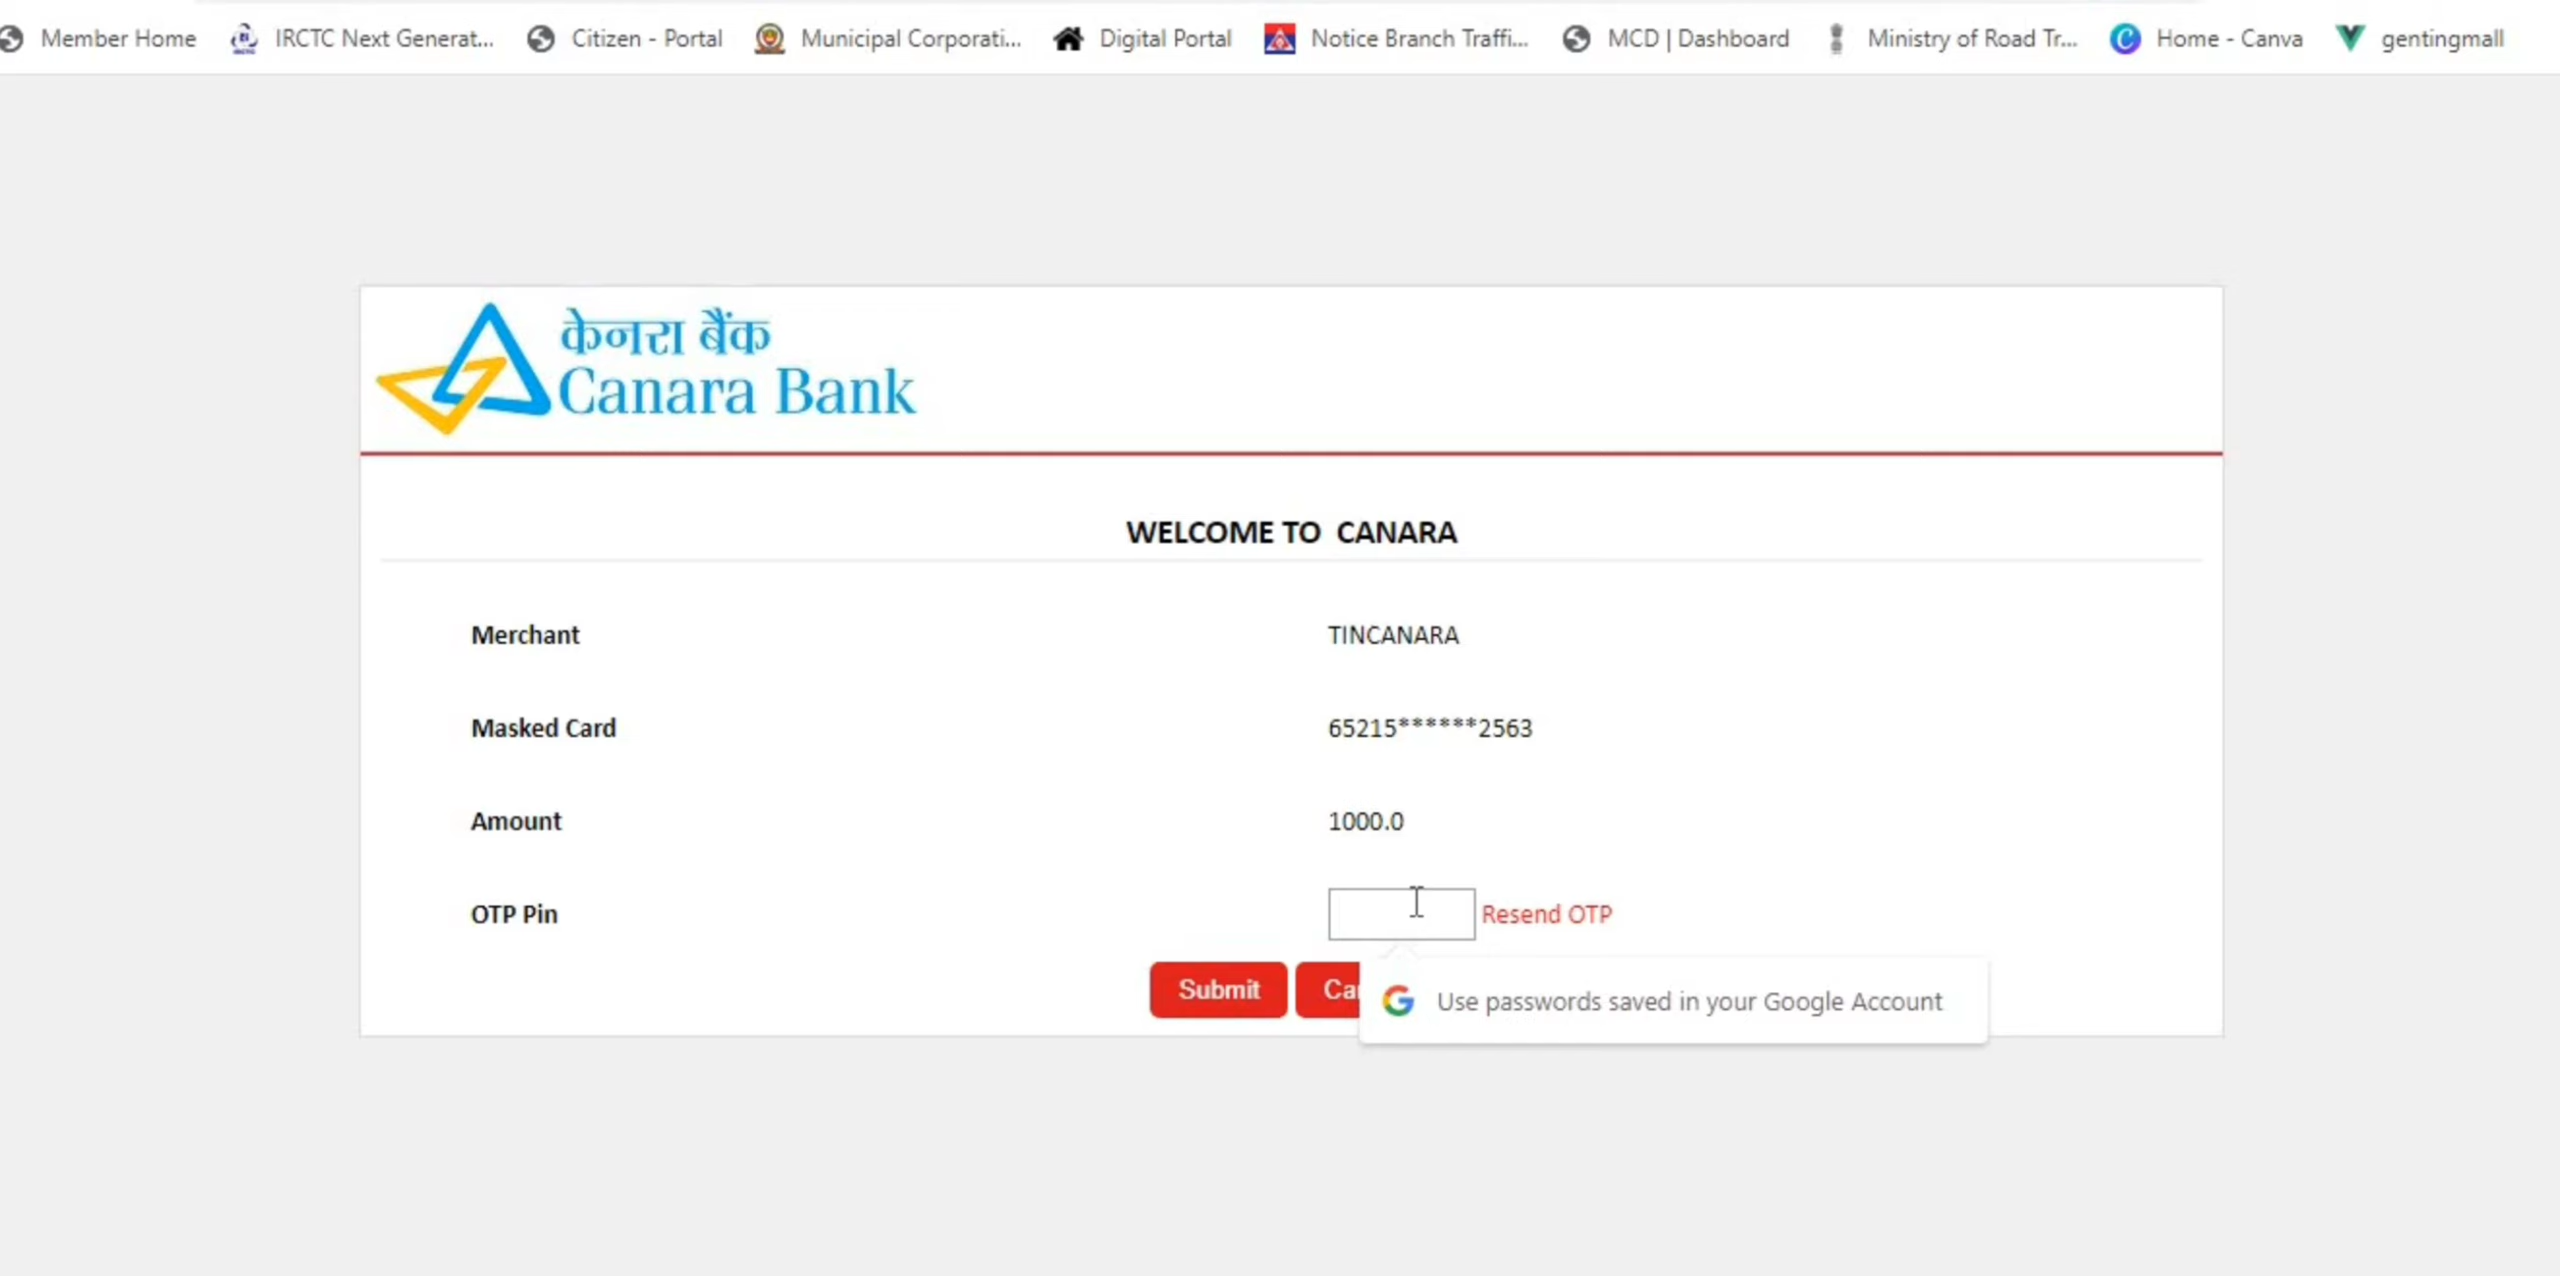 Member Home IRCTC Next Generat... Citizen - Portal Municipal Corporati... Digital Portal Notice Branch Traffi... MCD | Dashboard Ministry of Road Tr... Home - Canva gentingmall
केनरा बैंक
Canara Bank
WELCOME TO CANARA
Merchant TINCANARA
Masked Card 65215******2563
Amount 1000.0
OTP Pin Resend OTP
Submit Ca
Use passwords saved in your Google Account